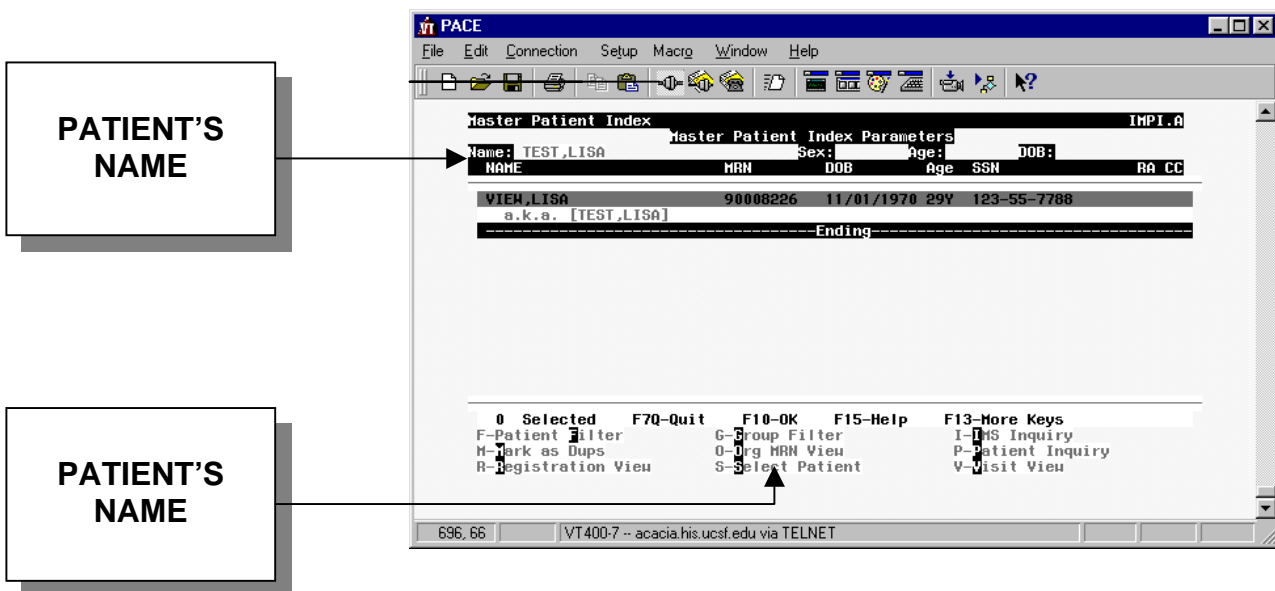 PACE
File Edit Connection Setup Macro Window Help
PATIENT'S
NAME
Master Patient Index IMPI.A
Master Patient Index Parameters
Name: TEST,LISA Sex: Age: DOB:
NAME MRN DOB Age SSN RA CC
VIEW,LISA 90008226 11/01/1970 29Y 123-55-7788
a.k.a. [TEST,LISA]
----Ending----
0 Selected F7Q-Quit F10-OK F15-Help F13-More Keys
F-Patient Filter G-Group Filter I-IMS Inquiry
M-Mark as Dups O-Org MRN View P-Patient Inquiry
R-Registration View S-Select Patient V-Visit View
PATIENT'S
NAME
696, 66 VT400-7 -- acacia.his.ucsf.edu via TELNET